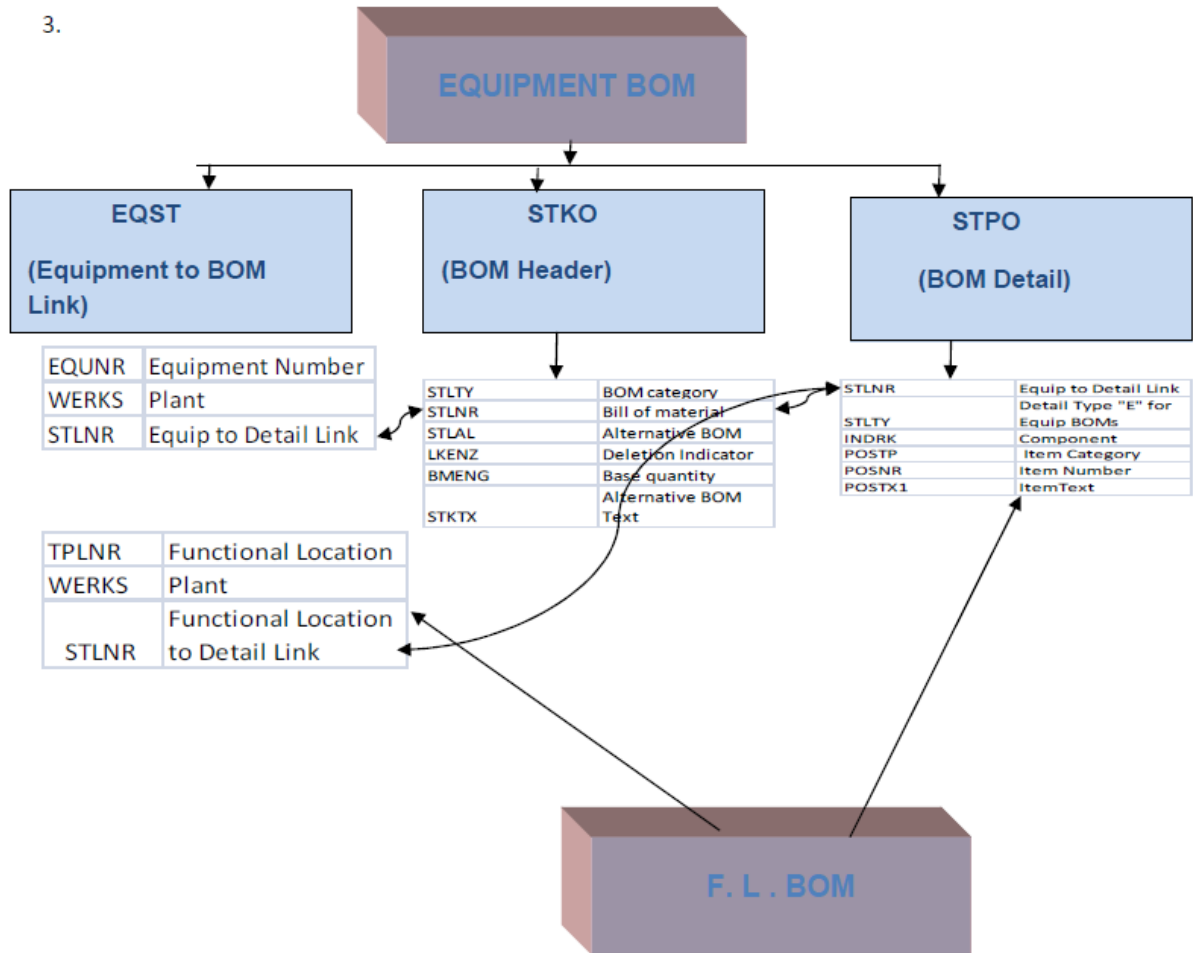 3.
EQUIPMENT BOM
EQST
(Equipment to BOM
Link)
STKO
(BOM Header)
STPO
(BOM Detail)
EQUNR Equipment Number
WERKS Plant
STLNR Equip to Detail Link
STLTY BOM category
STLNR Bill of material
STLAL Alternative BOM
LKENZ Deletion Indicator
BMENG Base quantity
Alternative BOM
STKTX Text
STLNR Equip to Detail Link
Detail Type "E" for
STLTY Equip BOMs
INDRK Component
POSTP Item Category
POSNR Item Number
POSTX1 ItemText
TPLNR Functional Location
WERKS Plant
Functional Location
STLNR to Detail Link
F. L . BOM